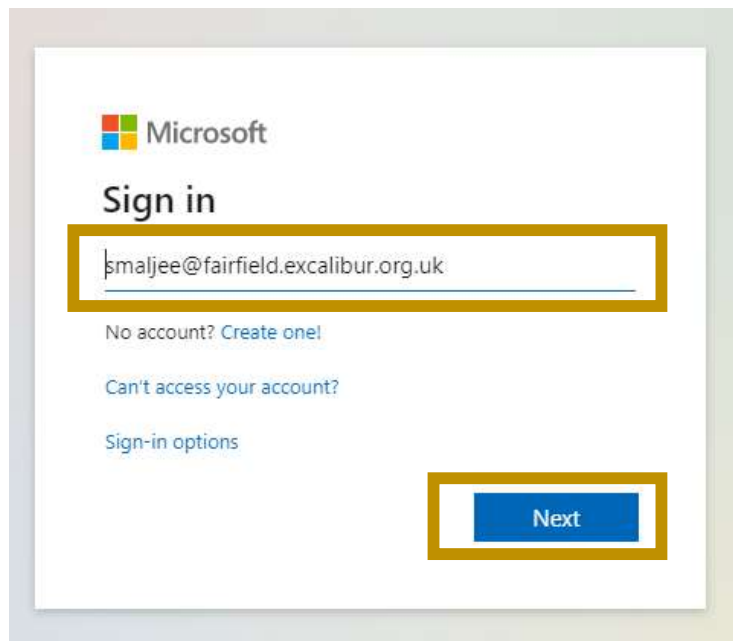 Microsoft
Sign in
smaljee@fairfield.excalibur.org.uk
No account? Create one!
Can't access your account?
Sign-in options
Next